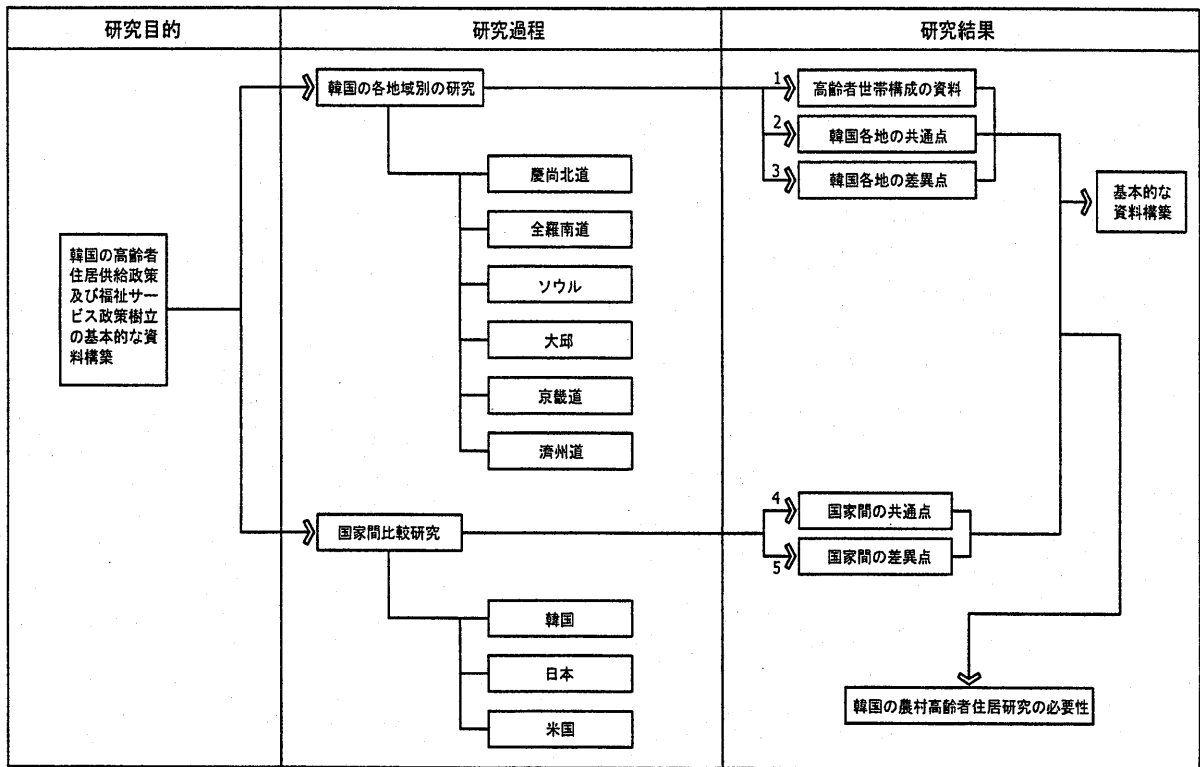 研究目的
研究過程
研究結果
韓国の高齢者
住居供給政策
及び福祉サー
ビス政策樹立
の基本的な資
料構築
韓国の各地域別の研究
慶尚北道
全羅南道
ソウル
大邱
京畿道
済州道
国家間比較研究
韓国
日本
米国
1
高齢者世帯構成の資料
2
韓国各地の共通点
3
韓国各地の差異点
基本的な
資料構築
4
国家間の共通点
5
国家間の差異点
韓国の農村高齢者住居研究の必要性